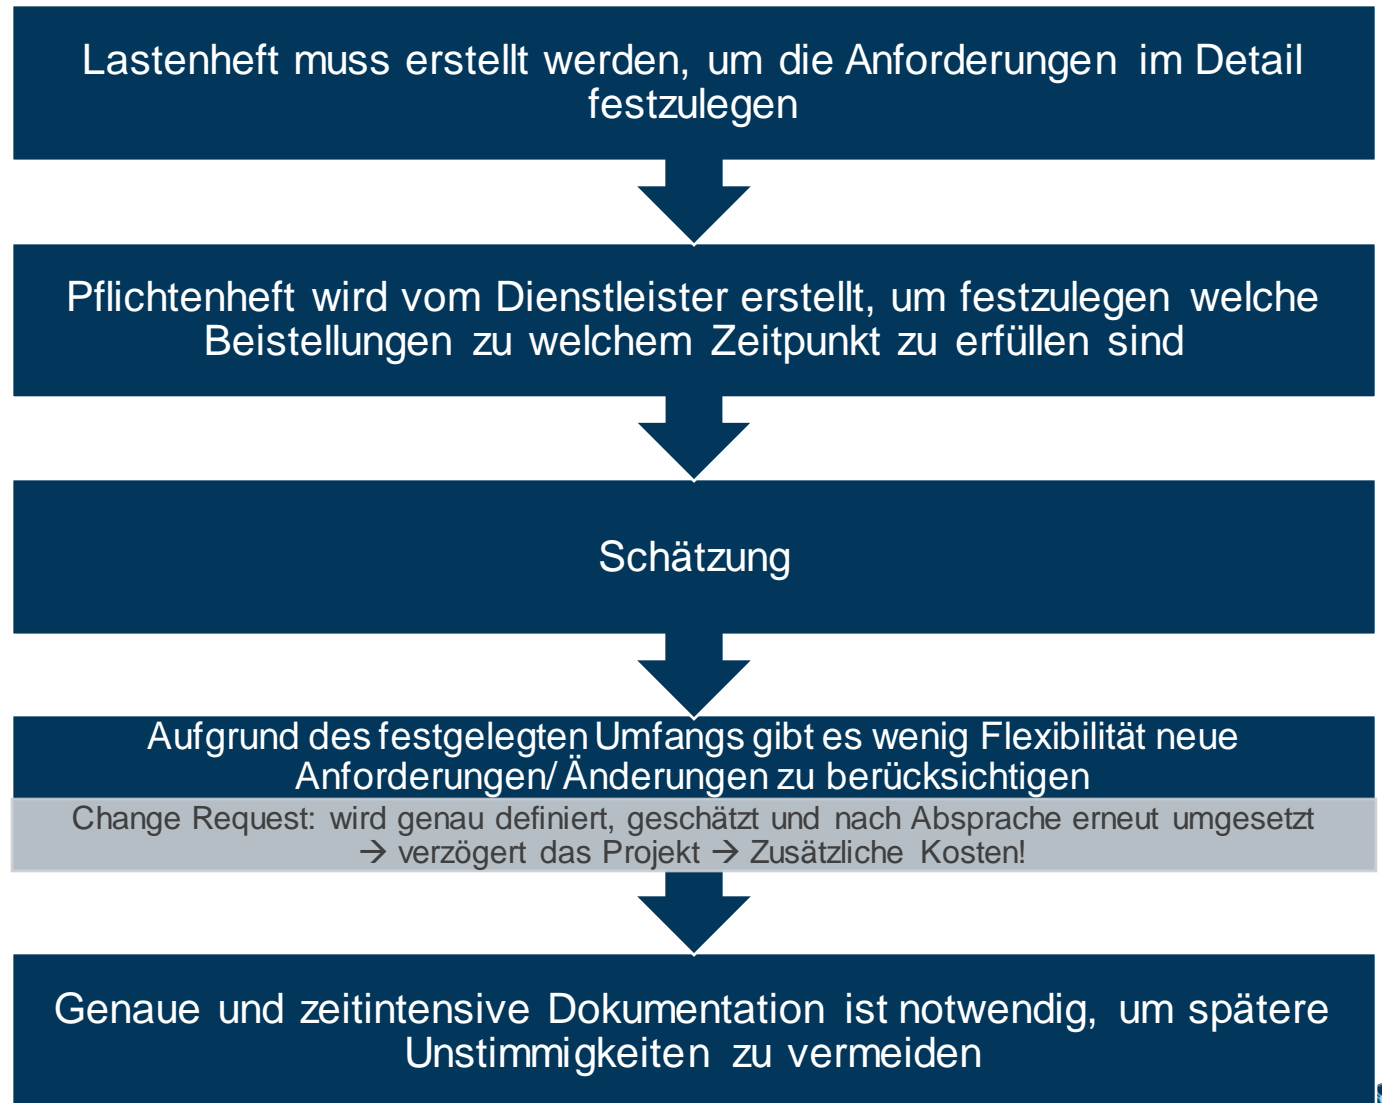 Lastenheft muss erstellt werden, um die Anforderungen im Detail
festzulegen
Pflichtenheft wird vom Dienstleister erstellt, um festzulegen welche
Beistellungen zu welchem Zeitpunkt zu erfüllen sind
Schätzung
Aufgrund des festgelegten Umfangs gibt es wenig Flexibilität neue
Anforderungen/ Änderungen zu berücksichtigen
Change Request: wird genau definiert, geschätzt und nach Absprache erneut umgesetzt
→ verzögert das Projekt → Zusätzliche Kosten!
Genaue und zeitintensive Dokumentation ist notwendig, um spätere
Unstimmigkeiten zu vermeiden